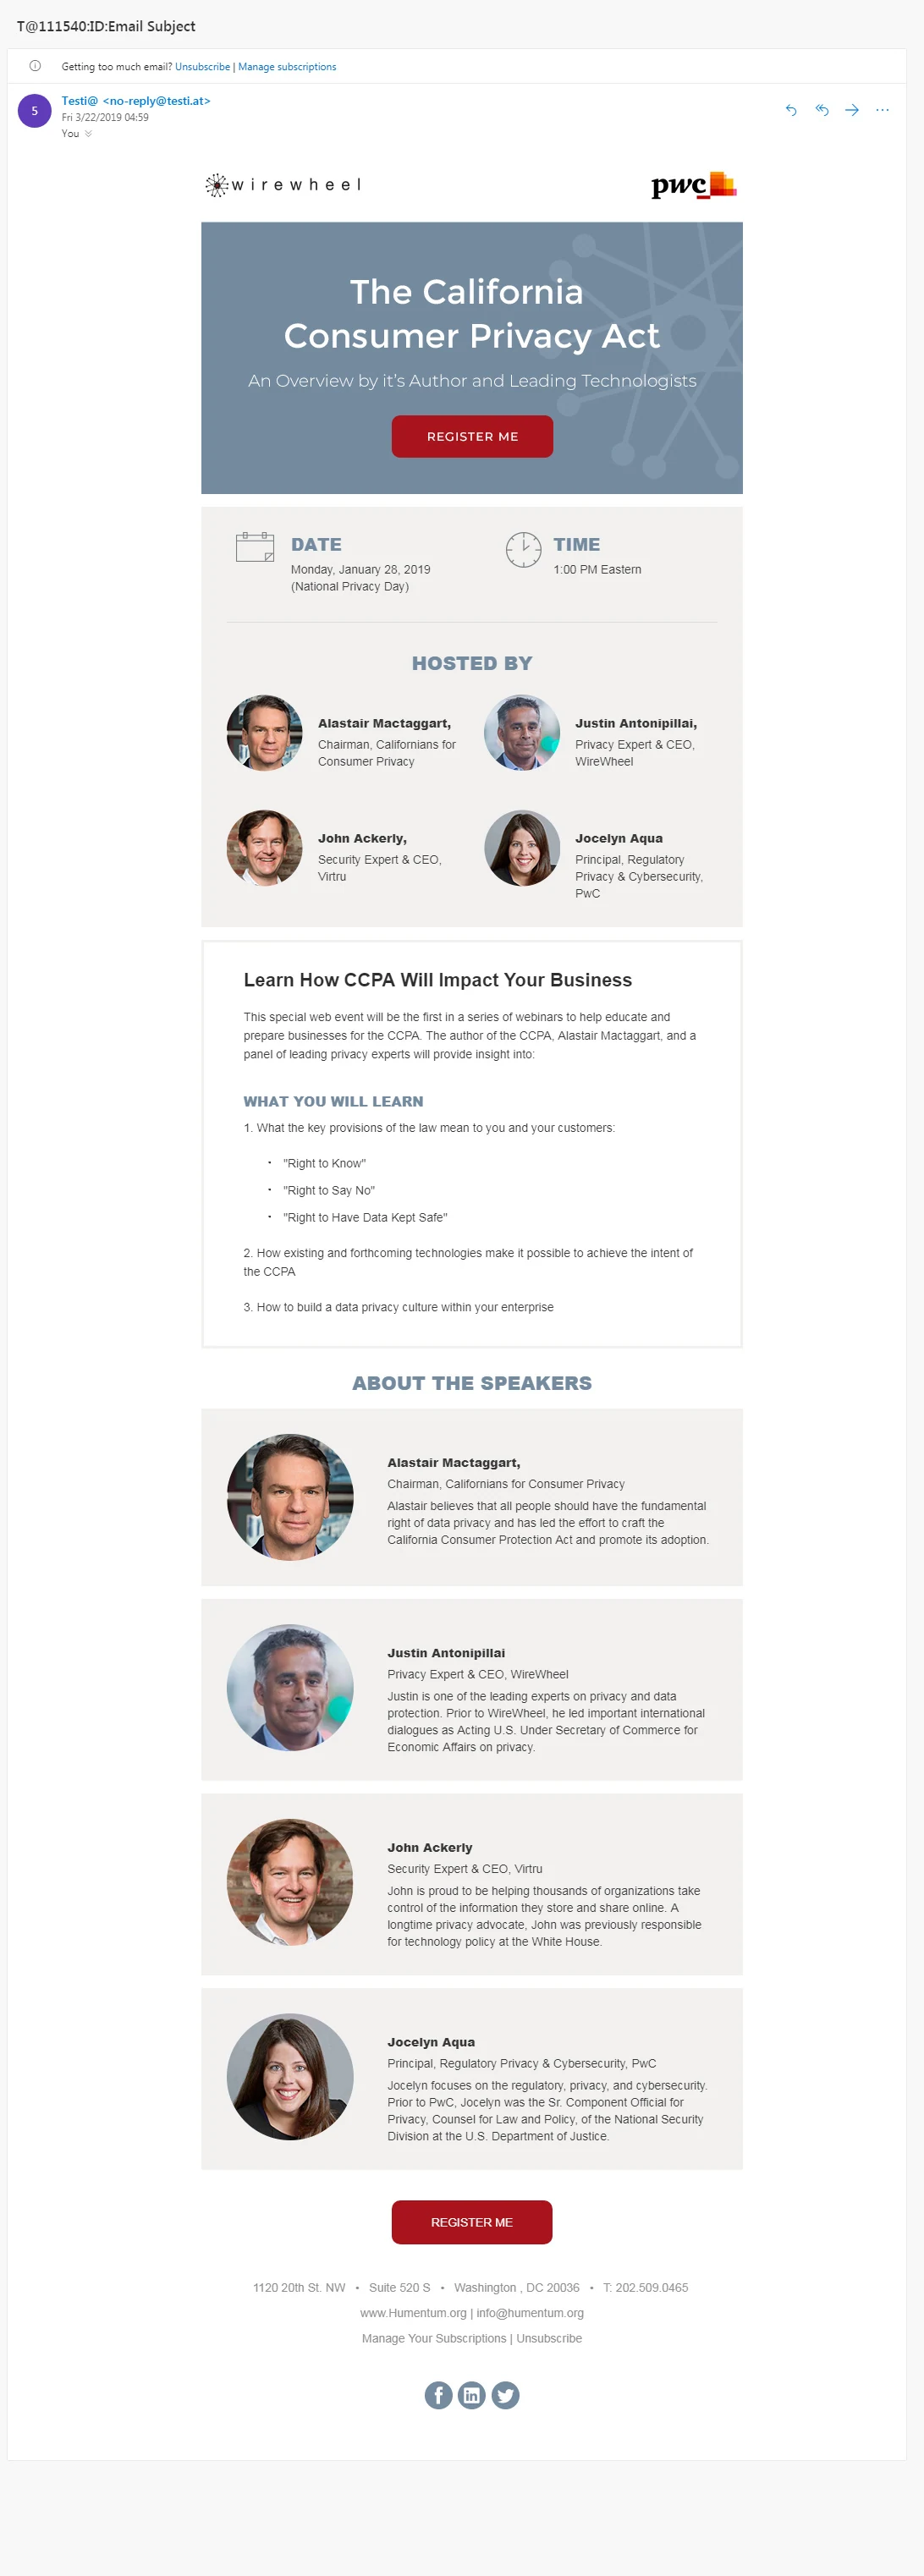 T@111540:ID:Email Subject
Getting too much email? Unsubscribe | Manage subscriptions
5
Testi@ <no-reply@testi.at>
Fri 3/22/2019 04:59
You
wirewheel
pwc
The California
Consumer Privacy Act
An Overview by it's Author and Leading Technologists
REGISTER ME
DATE
Monday, January 28, 2019
(National Privacy Day)
TIME
1:00 PM Eastern
HOSTED BY
Alastair Mactaggart,
Chairman, Californians for
Consumer Privacy
Justin Antonipillai,
Privacy Expert & CEO,
WireWheel
John Ackerly,
Security Expert & CEO,
Virtru
Jocelyn Aqua
Principal, Regulatory
Privacy & Cybersecurity,
PwC
Learn How CCPA Will Impact Your Business
This special web event will be the first in a series of webinars to help educate and
prepare businesses for the CCPA. The author of the CCPA, Alastair Mactaggart, and a
panel of leading privacy experts will provide insight into:
WHAT YOU WILL LEARN
1. What the key provisions of the law mean to you and your customers:
• "Right to Know"
• "Right to Say No"
• "Right to Have Data Kept Safe"
2. How existing and forthcoming technologies make it possible to achieve the intent of
the CCPA
3. How to build a data privacy culture within your enterprise
ABOUT THE SPEAKERS
Alastair Mactaggart,
Chairman, Californians for Consumer Privacy
Alastair believes that all people should have the fundamental
right of data privacy and has led the effort to craft the
California Consumer Protection Act and promote its adoption.
Justin Antonipillai
Privacy Expert & CEO, WireWheel
Justin is one of the leading experts on privacy and data
protection. Prior to WireWheel, he led important international
dialogues as Acting U.S. Under Secretary of Commerce for
Economic Affairs on privacy.
John Ackerly
Security Expert & CEO, Virtru
John is proud to be helping thousands of organizations take
control of the information they store and share online. A
longtime privacy advocate, John was previously responsible
for technology policy at the White House.
Jocelyn Aqua
Principal, Regulatory Privacy & Cybersecurity, PwC
Jocelyn focuses on the regulatory, privacy, and cybersecurity.
Prior to PwC, Jocelyn was the Sr. Component Official for
Privacy, Counsel for Law and Policy, of the National Security
Division at the U.S. Department of Justice.
REGISTER ME
1120 20th St. NW • Suite 520 S • Washington , DC 20036 • T: 202.509.0465
www.Humentum.org | info@humentum.org
Manage Your Subscriptions | Unsubscribe